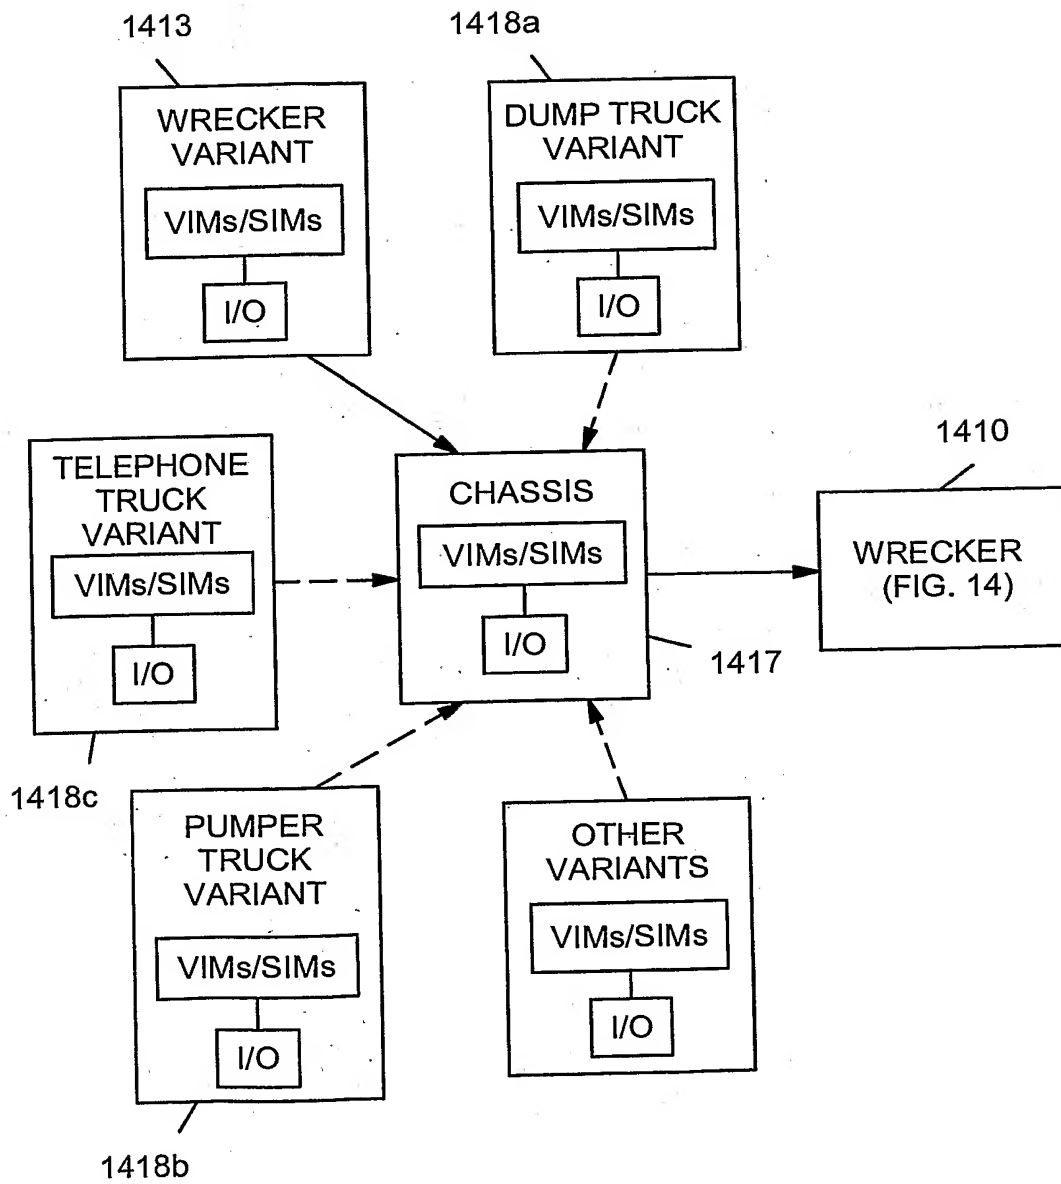 1413
1418a
WRECKER
VARIANT
VIMs/SIMs
I/O
DUMP TRUCK
VARIANT
VIMs/SIMs
I/O
TELEPHONE
TRUCK
VARIANT
VIMs/SIMs
I/O
1418c
CHASSIS
VIMs/SIMs
I/O
1417
1410
WRECKER
(FIG. 14)
PUMPER
TRUCK
VARIANT
VIMs/SIMs
I/O
1418b
OTHER
VARIANTS
VIMs/SIMs
I/O